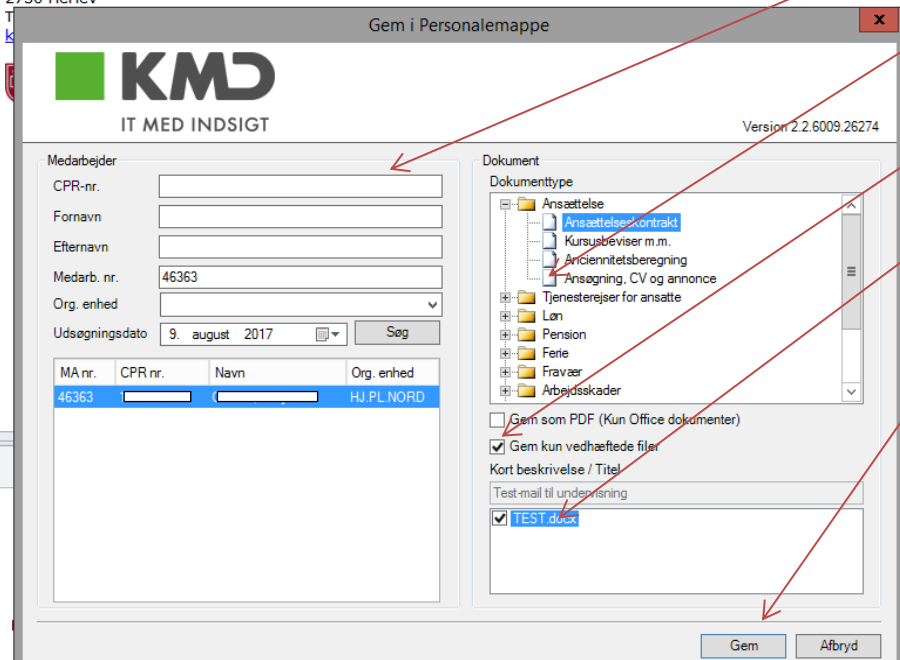 Gem i Personalemappe
x
KMD
IT MED INDSIGT
Version 2.2.6009.26274
Medarbejder
CPR-nr.
Fornavn
Efternavn
Medarb. nr. 46363
Org. enhed
Udsøgningsdato 9. august 2017 Søg
MA nr. CPR nr. Navn Org. enhed
46363 HJ.PL.NORD
Dokument
Dokumenttype
Ansættelse
Ansættelseskontrakt
Kursusbeviser m.m.
Anciennitetsberegning
Ansøgning, CV og annonce
Tjenesterejser for ansatte
Løn
Pension
Ferie
Fravær
Arbejdsskader
Gem som PDF (Kun Office dokumenter)
Gem kun vedhæftede filer
Kort beskrivelse / Titel
Test-mail til undervisning
TEST.docx
Gem Afbryd